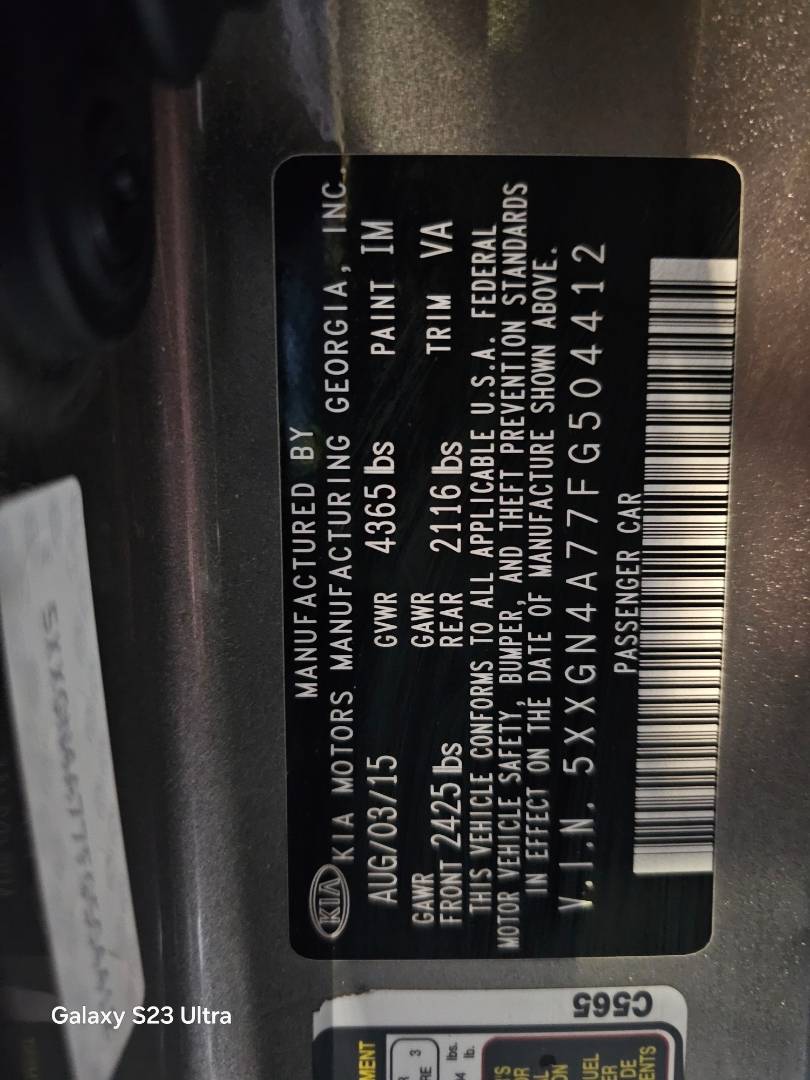 MANUFACTURED BY
KIA KIA MOTORS MANUFACTURING GEORGIA, INC.
AUG/03/15 GVWR 4365 lbs PAINT IM
GAWR FRONT 2425 lbs GAWR REAR 2116 lbs TRIM VA
THIS VEHICLE CONFORMS TO ALL APPLICABLE U.S.A. FEDERAL
MOTOR VEHICLE SAFETY, BUMPER, AND THEFT PREVENTION STANDARDS
IN EFFECT ON THE DATE OF MANUFACTURE SHOWN ABOVE.
V.I.N. 5XXGN4A77FG504412
PASSENGER CAR
C565
Galaxy S23 Ultra